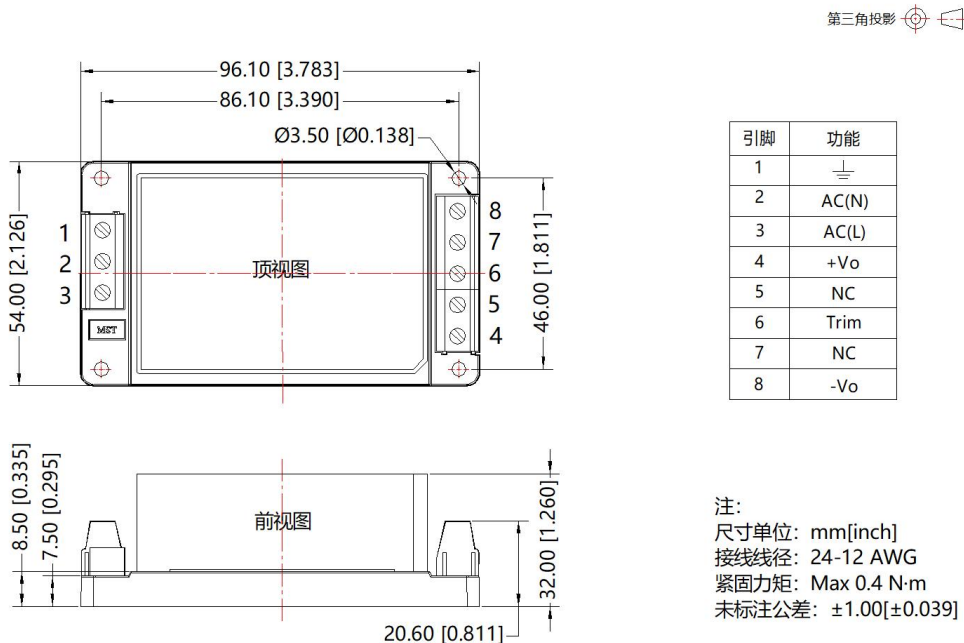 第三角投影
96.10 [3.783]
86.10 [3.390]
Ø3.50 [Ø0.138]
54.00 [2.126]
1
2
3
MST
顶视图
8
7
6
5
4
46.00 [1.811]
引脚 功能
1
2 AC(N)
3 AC(L)
4 +Vo
5 NC
6 Trim
7 NC
8 -Vo
8.50 [0.335]
7.50 [0.295]
前视图
32.00 [1.260]
20.60 [0.811]
注:
尺寸单位：mm[inch]
接线线径：24-12 AWG
紧固力矩：Max 0.4 N·m
未标注公差：±1.00[±0.039]